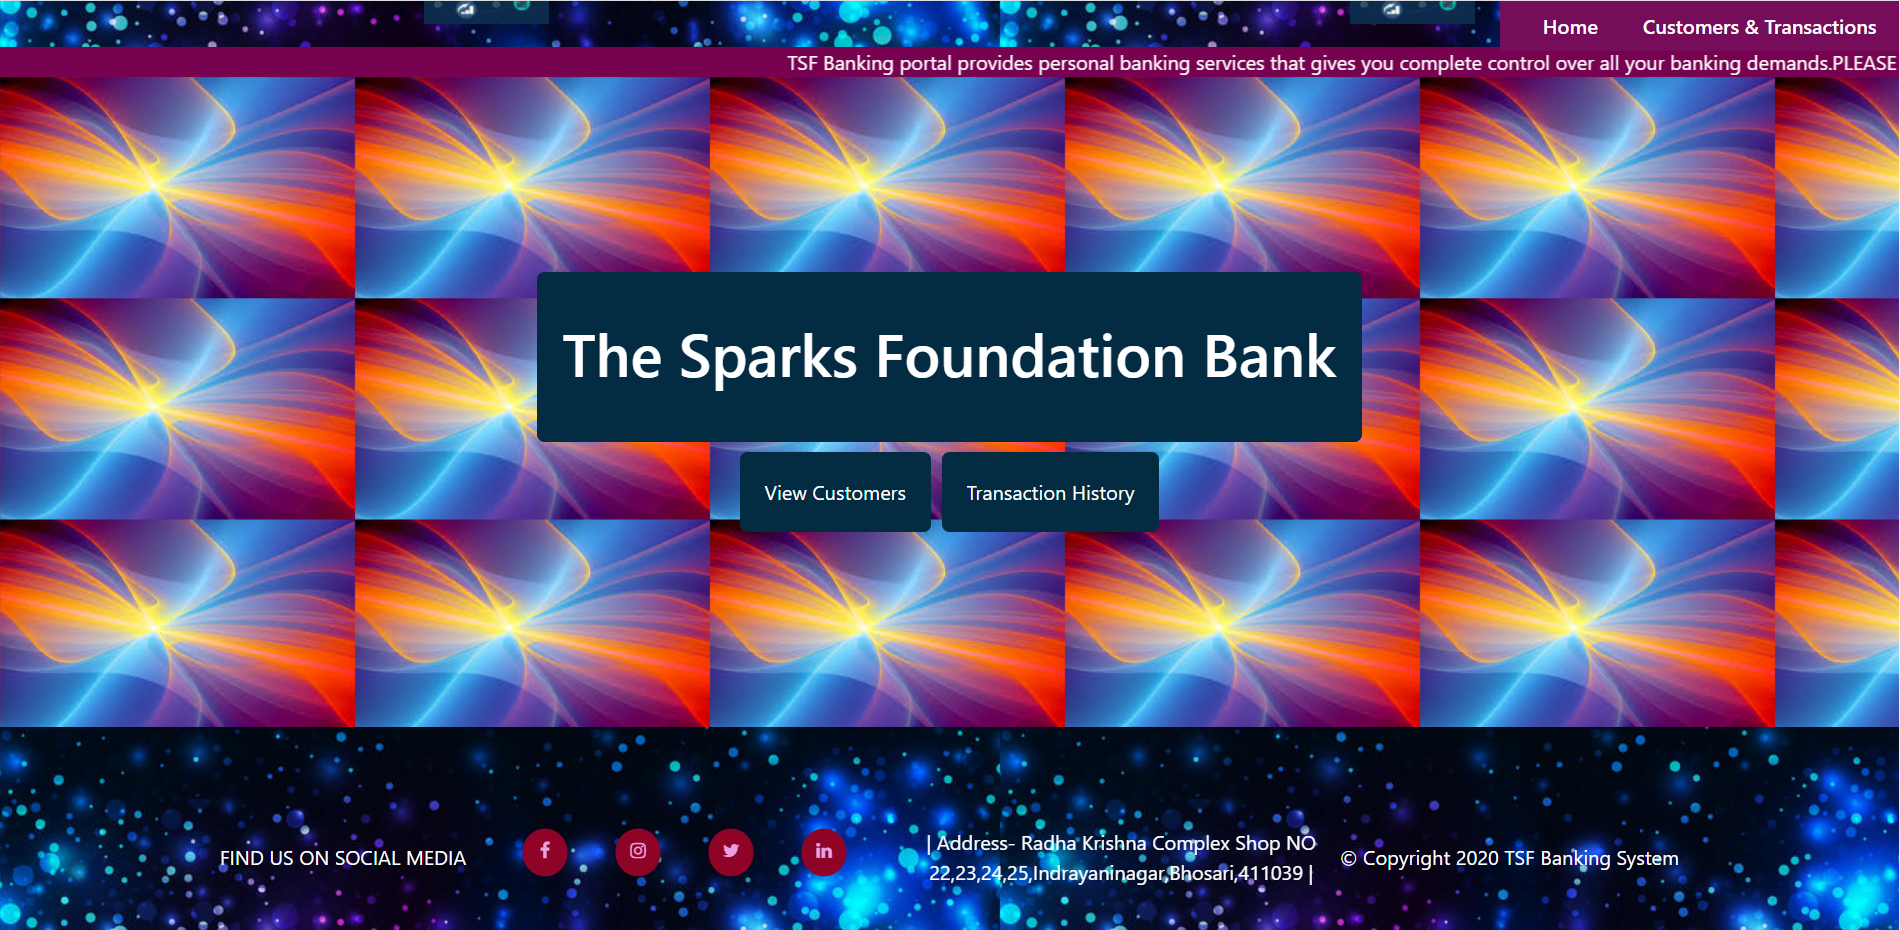 Home
Customers & Transactions
TSF Banking portal provides personal banking services that gives you complete control over all your banking demands.PLEASE
The Sparks Foundation Bank
View Customers
Transaction History
FIND US ON SOCIAL MEDIA
| Address- Radha Krishna Complex Shop NO
22,23,24,25,Indrayaninagar,Bhosari,411039 |
© Copyright 2020 TSF Banking System